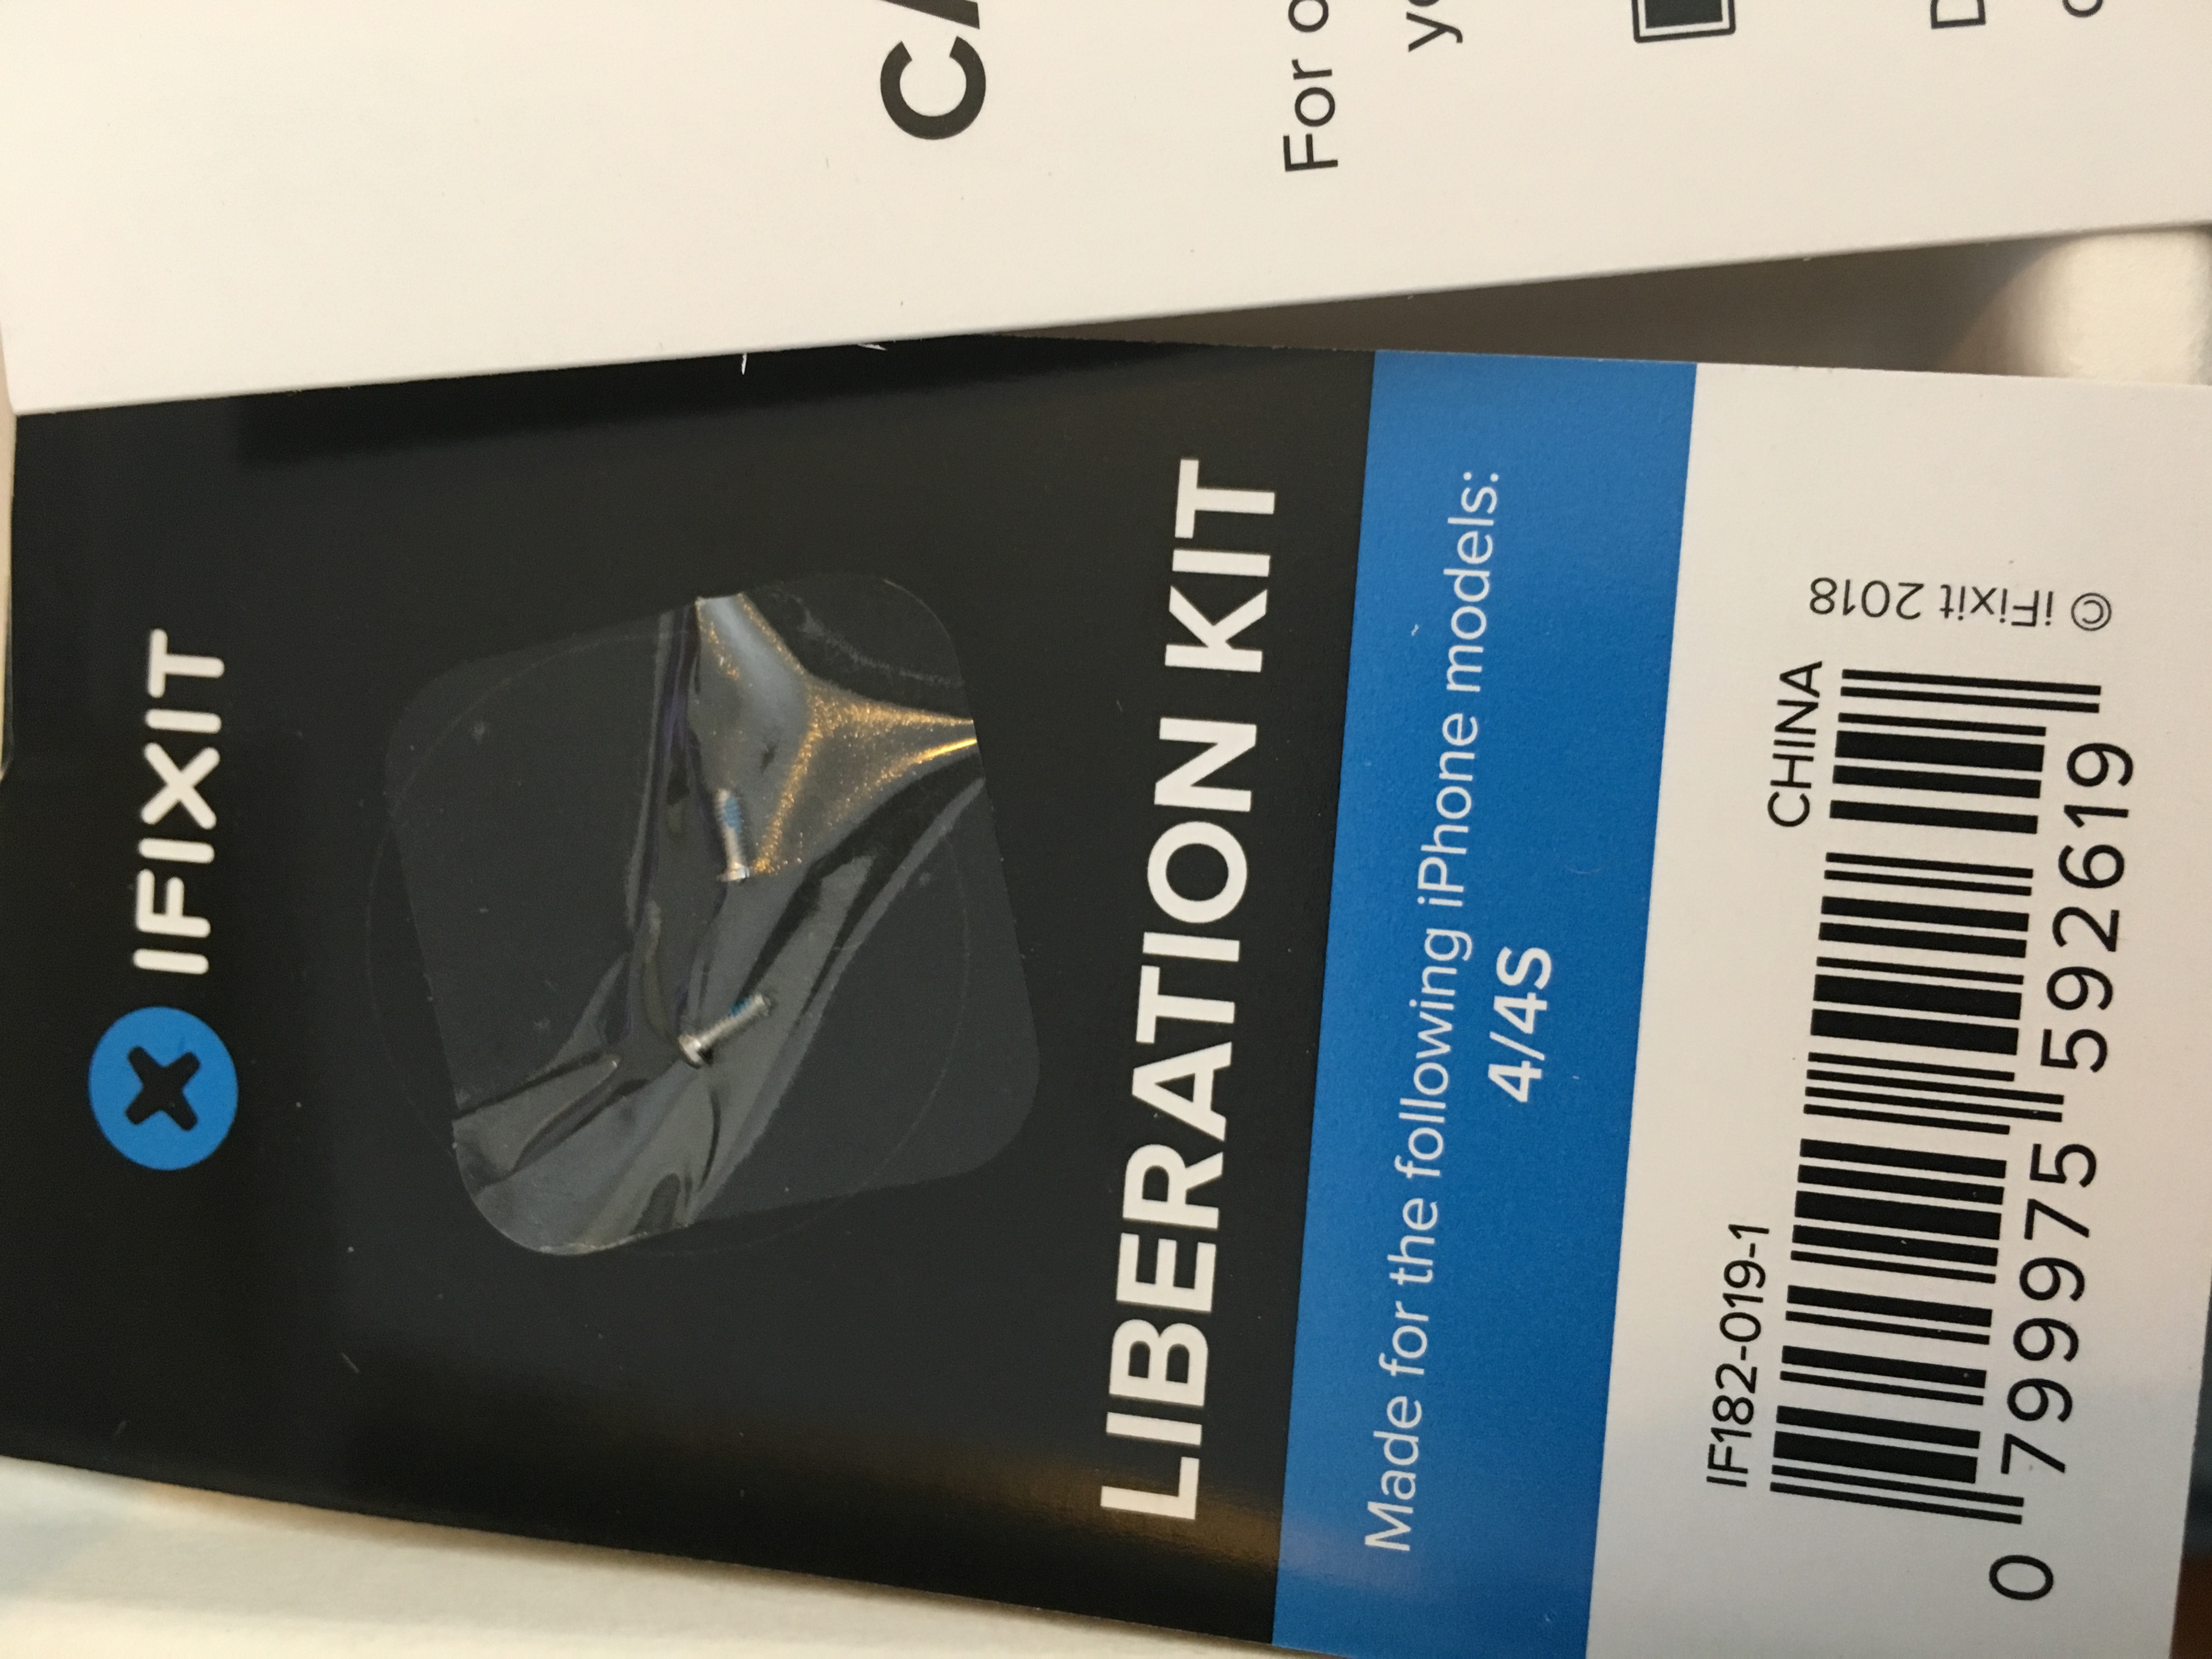 IFIXIT
LIBERATION KIT
Made for the following iPhone models:
4/4S
IF182-019-1
CHINA
0 799975 592619
© iFixit 2018
For